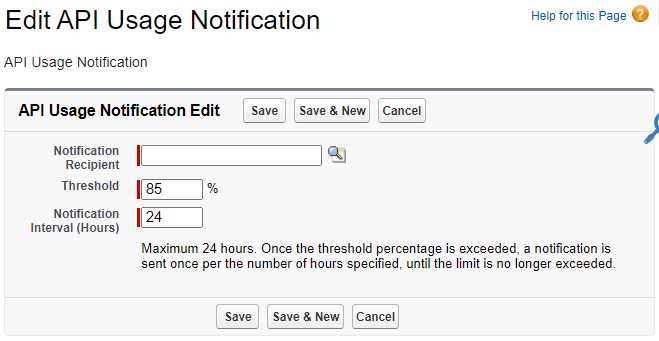 Edit API Usage Notification
Help for this Page ?
API Usage Notification
API Usage Notification Edit Save Save & New Cancel
Notification
Recipient
Threshold 85 %
Notification
Interval (Hours) 24
Maximum 24 hours. Once the threshold percentage is exceeded, a notification is
sent once per the number of hours specified, until the limit is no longer exceeded.
Save Save & New Cancel